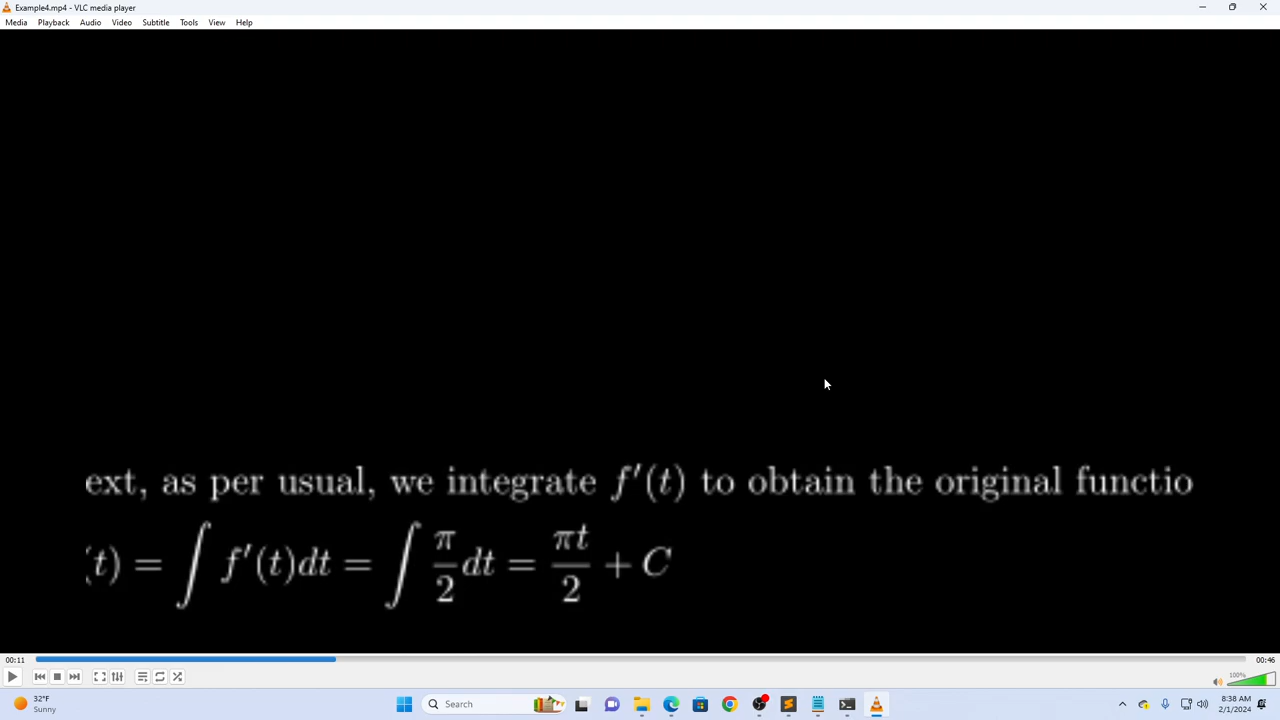 Example4.mp4 - VLC media player
Media Playback Audio Video Subtitle Tools View Help
ext, as per usual, we integrate f′(t) to obtain the original functio
(t) = ∫ f′(t)dt = ∫ π/2 dt = πt/2 + C
00:11 00:46
100%
32°F
Sunny
Search
8:38 AM
2/1/2024